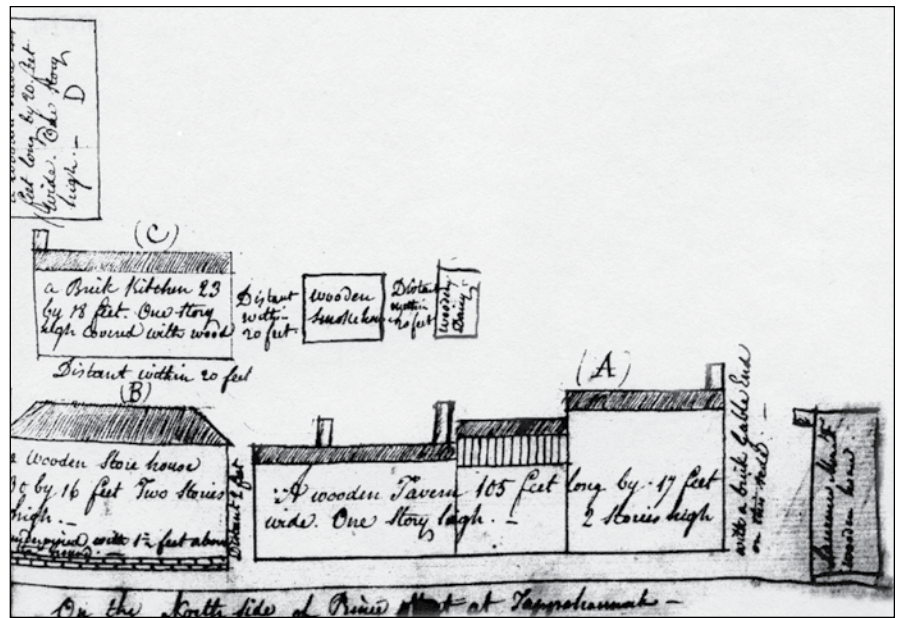 feet long by 20 feet
wide. One Story
high. — D
(C)
a Brick Kitchen 23
by 18 feet. One Story
high covered with wood
Distant
within
20 feet
wooden
Smokehouse
Distant
within
20 feet
wooden
Dairy
Distant within 20 feet
(B)
a wooden Store house
by 16 feet Two Stories
high. —
underpined with 1½ feet above
ground. —
Distant 2 feet
(A)
A wooden Tavern 105 feet long by 17 feet
wide. One Story high. — 2 Stories high
with a brick Gable End
on this End. —
wooden house
On the North side of Prince at Tappahannock —